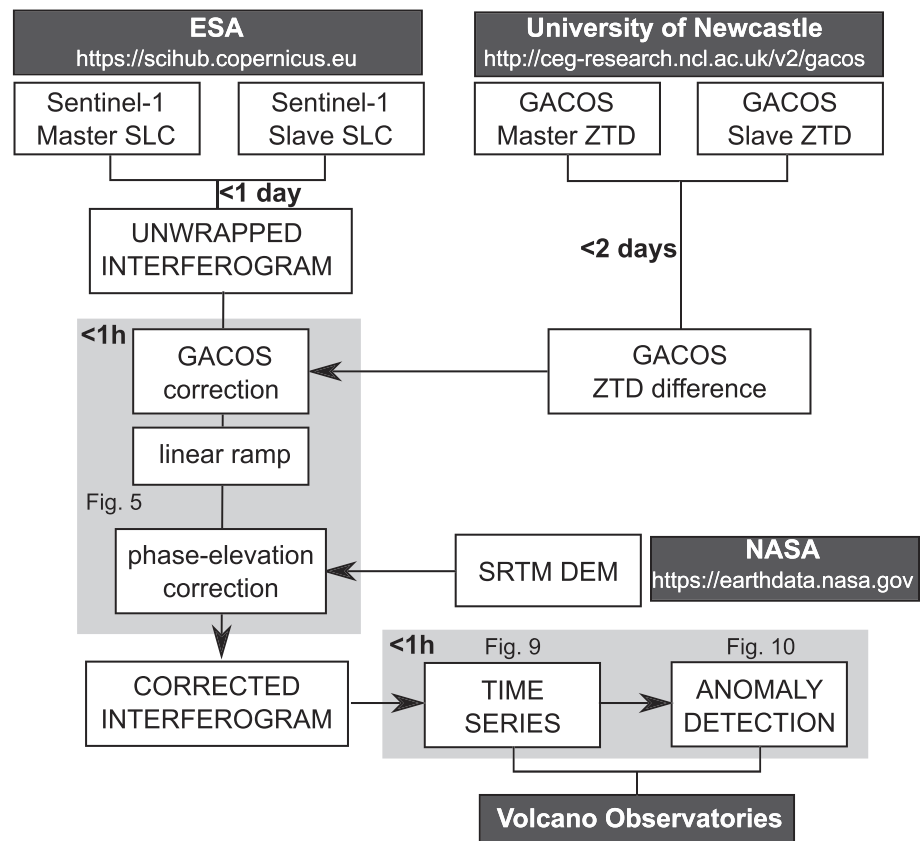 ESA
https://scihub.copernicus.eu
University of Newcastle
http://ceg-research.ncl.ac.uk/v2/gacos
Sentinel-1
Master SLC
Sentinel-1
Slave SLC
GACOS
Master ZTD
GACOS
Slave ZTD
<1 day
<2 days
UNWRAPPED
INTERFEROGRAM
<1h
GACOS
correction
GACOS
ZTD difference
linear ramp
Fig. 5
phase-elevation
correction
SRTM DEM
NASA
https://earthdata.nasa.gov
CORRECTED
INTERFEROGRAM
<1h
Fig. 9
Fig. 10
TIME
SERIES
ANOMALY
DETECTION
Volcano Observatories